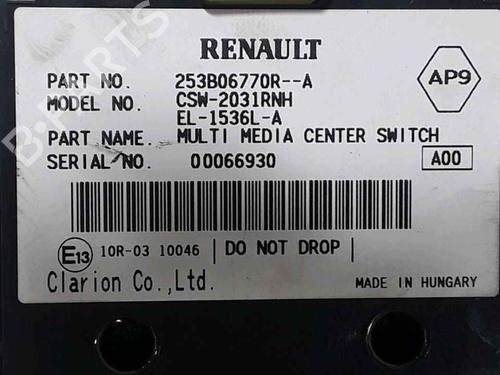 RENAULT
AP9
PART NO. 253B06770R--A
MODEL NO. CSW-2031RNH
EL-1536L-A
PART NAME. MULTI MEDIA CENTER SWITCH
SERIAL NO. 00066930
A00
E13 10R-03 10046 DO NOT DROP
Clarion Co.,Ltd.
MADE IN HUNGARY
B-PARTS